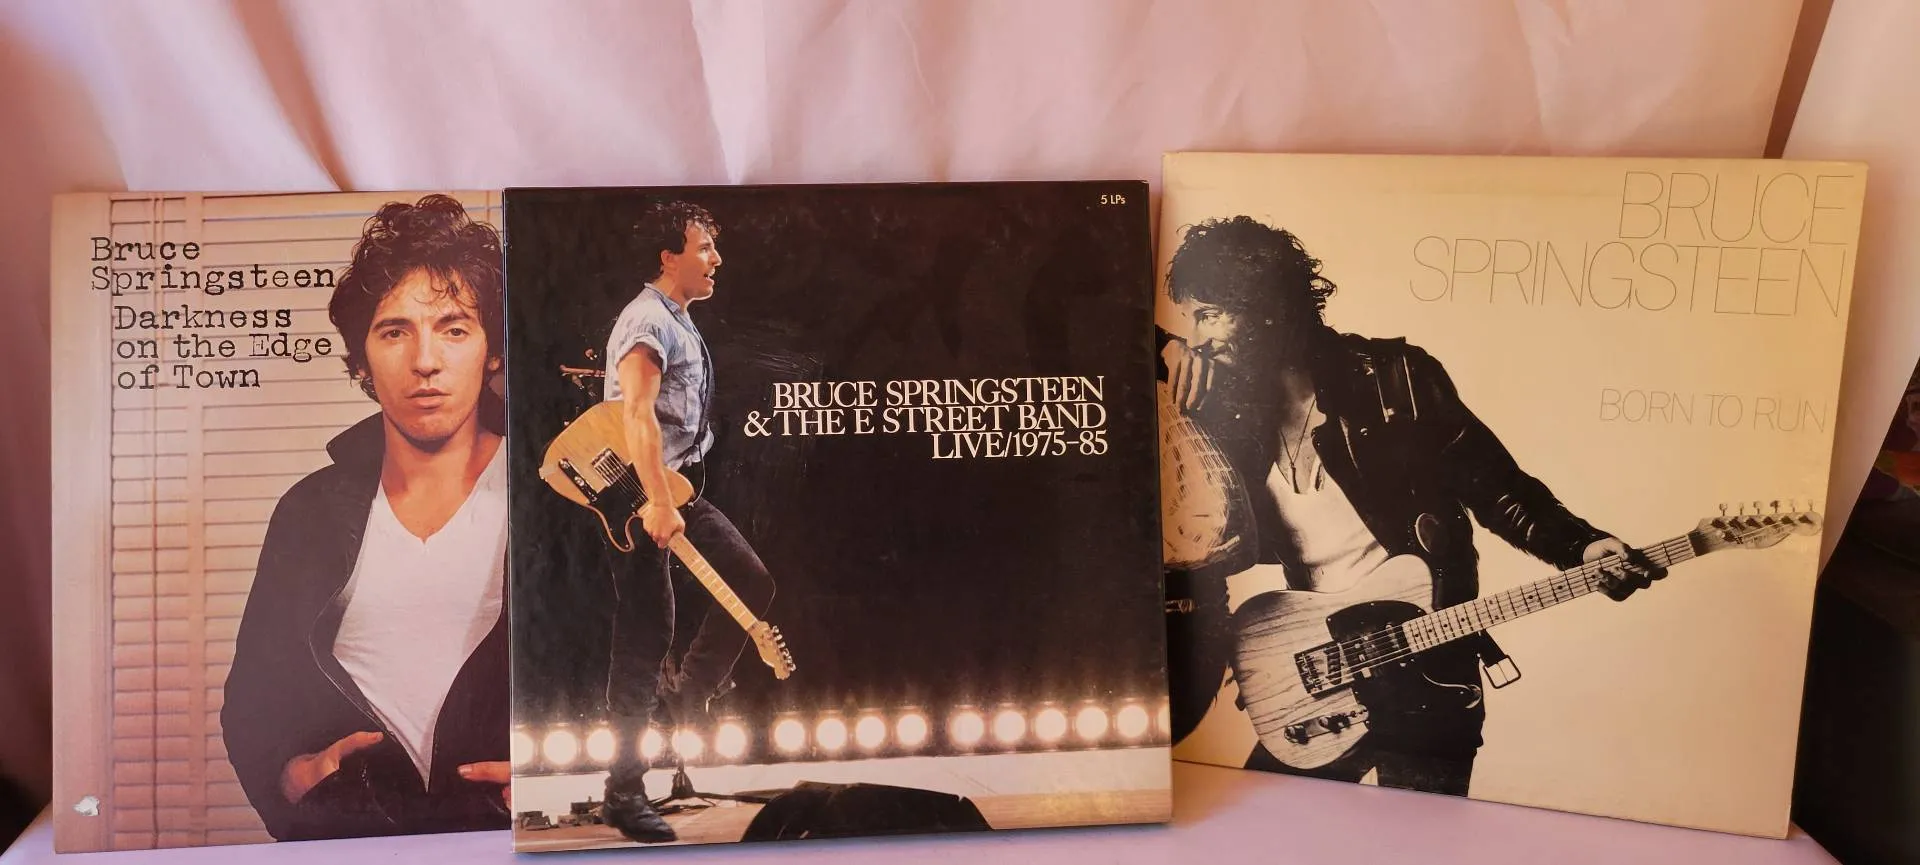 Bruce
Springsteen
Darkness
on the Edge
of Town
5 LPs
BRUCE SPRINGSTEEN
& THE E STREET BAND
LIVE/1975-85
BRUCE
SPRINGSTEEN
BORN TO RUN